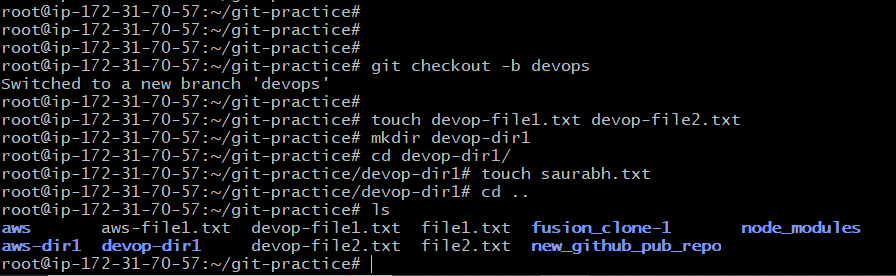 root@ip-172-31-70-57:~/git-practice#
root@ip-172-31-70-57:~/git-practice#
root@ip-172-31-70-57:~/git-practice#
root@ip-172-31-70-57:~/git-practice# git checkout -b devops
Switched to a new branch 'devops'
root@ip-172-31-70-57:~/git-practice#
root@ip-172-31-70-57:~/git-practice# touch devop-file1.txt devop-file2.txt
root@ip-172-31-70-57:~/git-practice# mkdir devop-dir1
root@ip-172-31-70-57:~/git-practice# cd devop-dir1/
root@ip-172-31-70-57:~/git-practice/devop-dir1# touch saurabh.txt
root@ip-172-31-70-57:~/git-practice/devop-dir1# cd ..
root@ip-172-31-70-57:~/git-practice# ls
aws aws-file1.txt devop-file1.txt file1.txt fusion_clone-1 node_modules
aws-dir1 devop-dir1 devop-file2.txt file2.txt new_github_pub_repo
root@ip-172-31-70-57:~/git-practice#